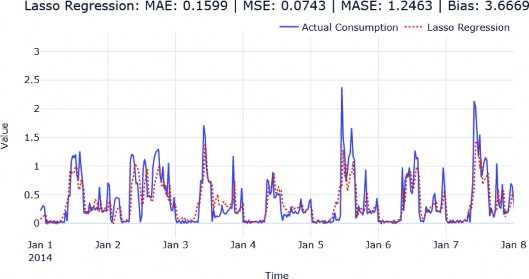 Lasso Regression: MAE: 0.1599 | MSE: 0.0743 | MASE: 1.2463 | Bias: 3.6669
Actual Consumption Lasso Regression
3
2.5
2
1.5
1
0.5
0
Value
Jan 1 Jan 2 Jan 3 Jan 4 Jan 5 Jan 6 Jan 7 Jan 8
2014
Time